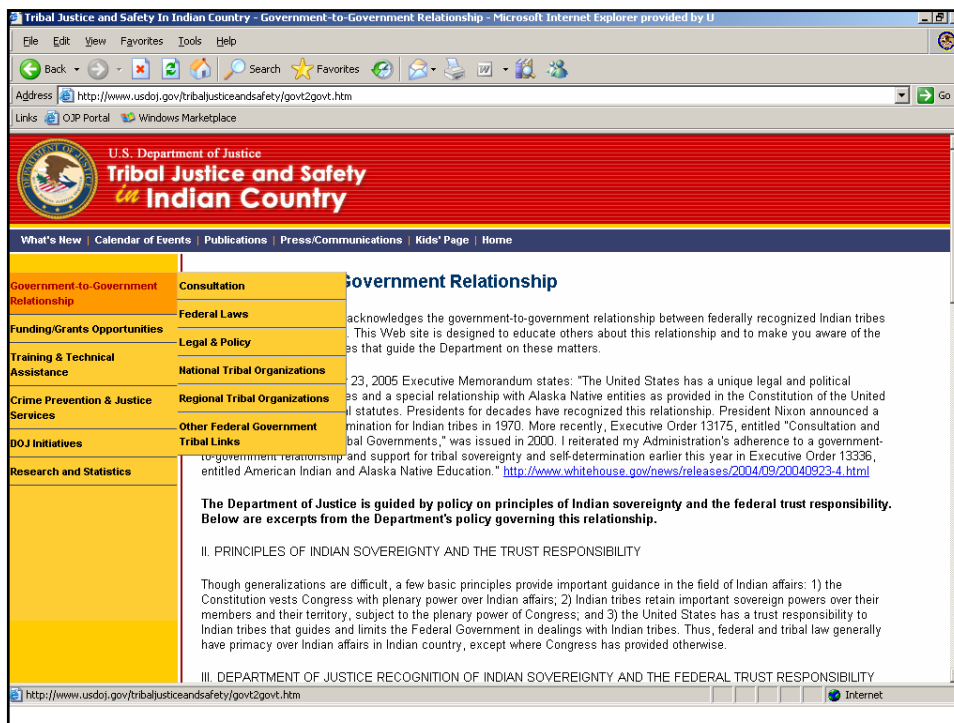 Tribal Justice and Safety In Indian Country - Government-to-Government Relationship - Microsoft Internet Explorer provided by U
File Edit View Favorites Tools Help
Back Search Favorites
Address http://www.usdoj.gov/tribaljusticeandsafety/govt2govt.htm Go
Links OJP Portal Windows Marketplace
U.S. Department of Justice
Tribal Justice and Safety
in Indian Country
What's New | Calendar of Events | Publications | Press/Communications | Kids' Page | Home
Government-to-Government
Relationship
Funding/Grants Opportunities
Training & Technical
Assistance
Crime Prevention & Justice
Services
DOJ Initiatives
Research and Statistics
Consultation
Federal Laws
Legal & Policy
National Tribal Organizations
Regional Tribal Organizations
Other Federal Government
Tribal Links
Government Relationship
acknowledges the government-to-government relationship between federally recognized Indian tribes
. This Web site is designed to educate others about this relationship and to make you aware of the
es that guide the Department on these matters.
23, 2005 Executive Memorandum states: "The United States has a unique legal and political
es and a special relationship with Alaska Native entities as provided in the Constitution of the United
l statutes. Presidents for decades have recognized this relationship. President Nixon announced a
mination for Indian tribes in 1970. More recently, Executive Order 13175, entitled "Consultation and
bal Governments," was issued in 2000. I reiterated my Administration's adherence to a government-
to-government relationship and support for tribal sovereignty and self-determination earlier this year in Executive Order 13336,
entitled American Indian and Alaska Native Education." http://www.whitehouse.gov/news/releases/2004/09/20040923-4.html
The Department of Justice is guided by policy on principles of Indian sovereignty and the federal trust responsibility.
Below are excerpts from the Department's policy governing this relationship.
II. PRINCIPLES OF INDIAN SOVEREIGNTY AND THE TRUST RESPONSIBILITY
Though generalizations are difficult, a few basic principles provide important guidance in the field of Indian affairs: 1) the
Constitution vests Congress with plenary power over Indian affairs; 2) Indian tribes retain important sovereign powers over their
members and their territory, subject to the plenary power of Congress; and 3) the United States has a trust responsibility to
Indian tribes that guides and limits the Federal Government in dealings with Indian tribes. Thus, federal and tribal law generally
have primacy over Indian affairs in Indian country, except where Congress has provided otherwise.
III. DEPARTMENT OF JUSTICE RECOGNITION OF INDIAN SOVEREIGNTY AND THE FEDERAL TRUST RESPONSIBILITY
http://www.usdoj.gov/tribaljusticeandsafety/govt2govt.htm Internet